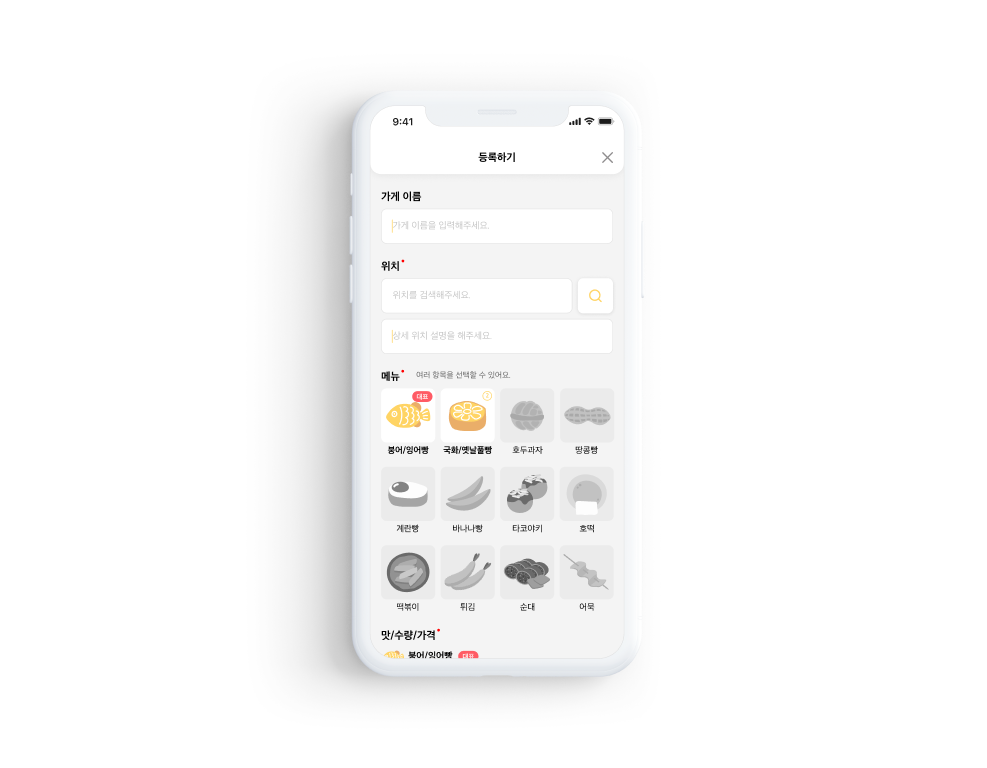 9:41
등록하기
가게 이름
가게 이름을 입력해주세요.
위치
위치를 검색해주세요.
상세 위치 설명을 해주세요.
메뉴 여러 항목을 선택할 수 있어요.
대표
붕어/잉어빵 국화/옛날풀빵 호두과자 땅콩빵
계란빵 바나나빵 타코야키 호떡
떡볶이 튀김 순대 어묵
맛/수량/가격
붕어/잉어빵 대표